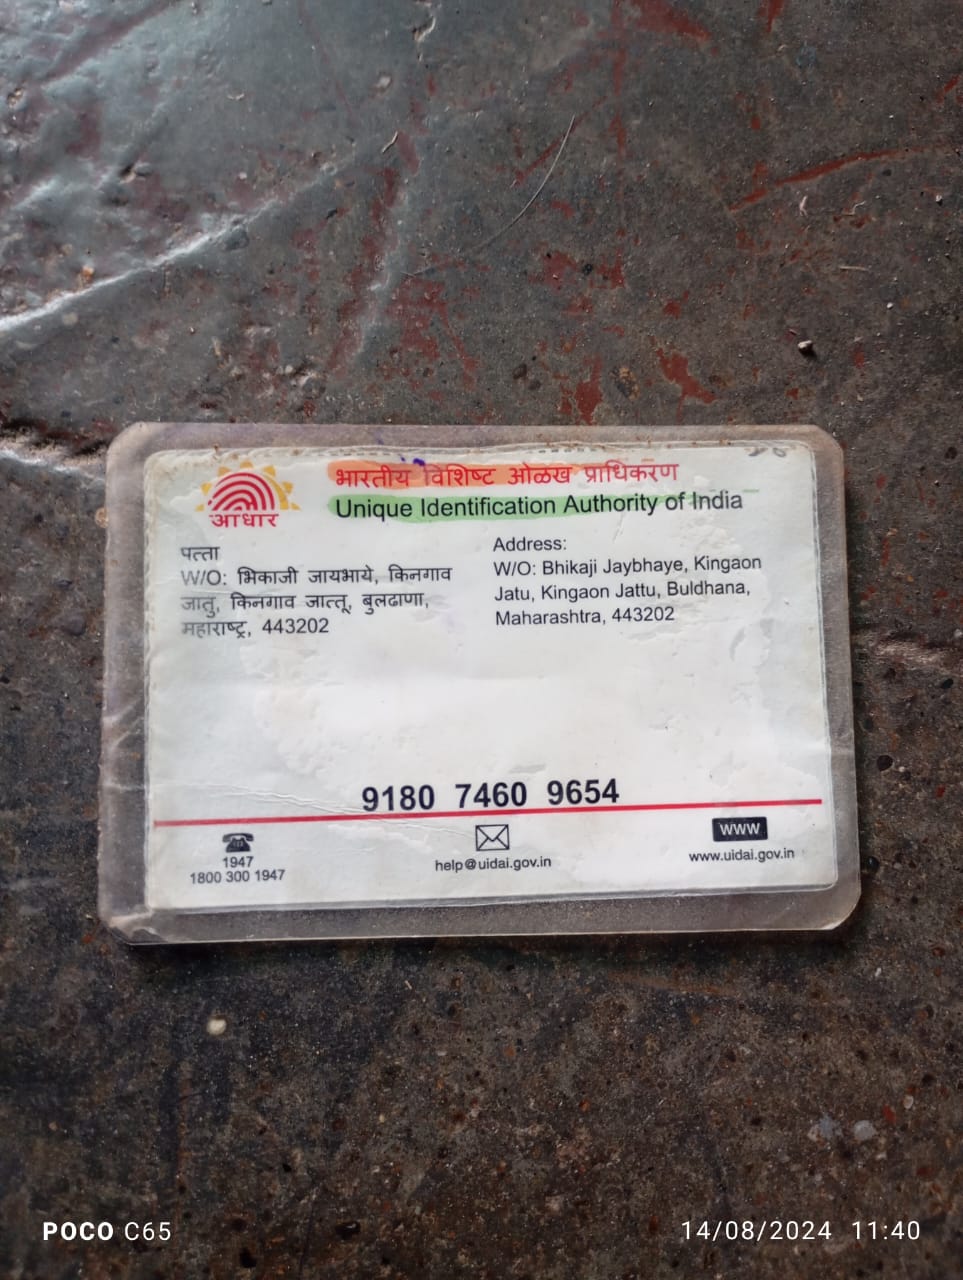 आधार
भारतीय विशिष्ट ओळख प्राधिकरण
Unique Identification Authority of India
पत्ता
W/O: भिकाजी जायभाये, किनगाव
जातु, किनगाव जात्तू, बुलढाणा,
महाराष्ट्र, 443202
Address:
W/O: Bhikaji Jaybhaye, Kingaon
Jatu, Kingaon Jattu, Buldhana,
Maharashtra, 443202
9180 7460 9654
1947
1800 300 1947
help@uidai.gov.in
WWW
www.uidai.gov.in
POCO C65
14/08/2024 11:40